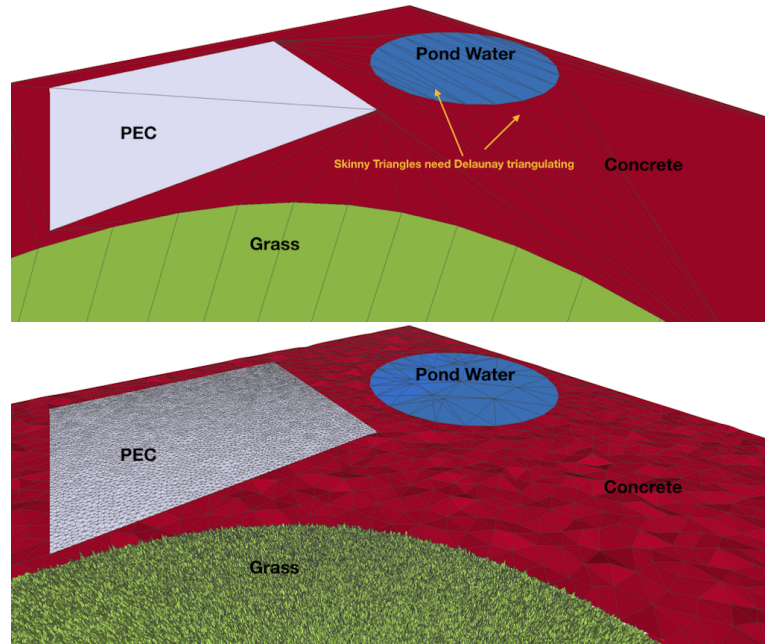 Pond Water
PEC
Skinny Triangles need Delaunay triangulating
Concrete
Grass
Pond Water
PEC
Concrete
Grass